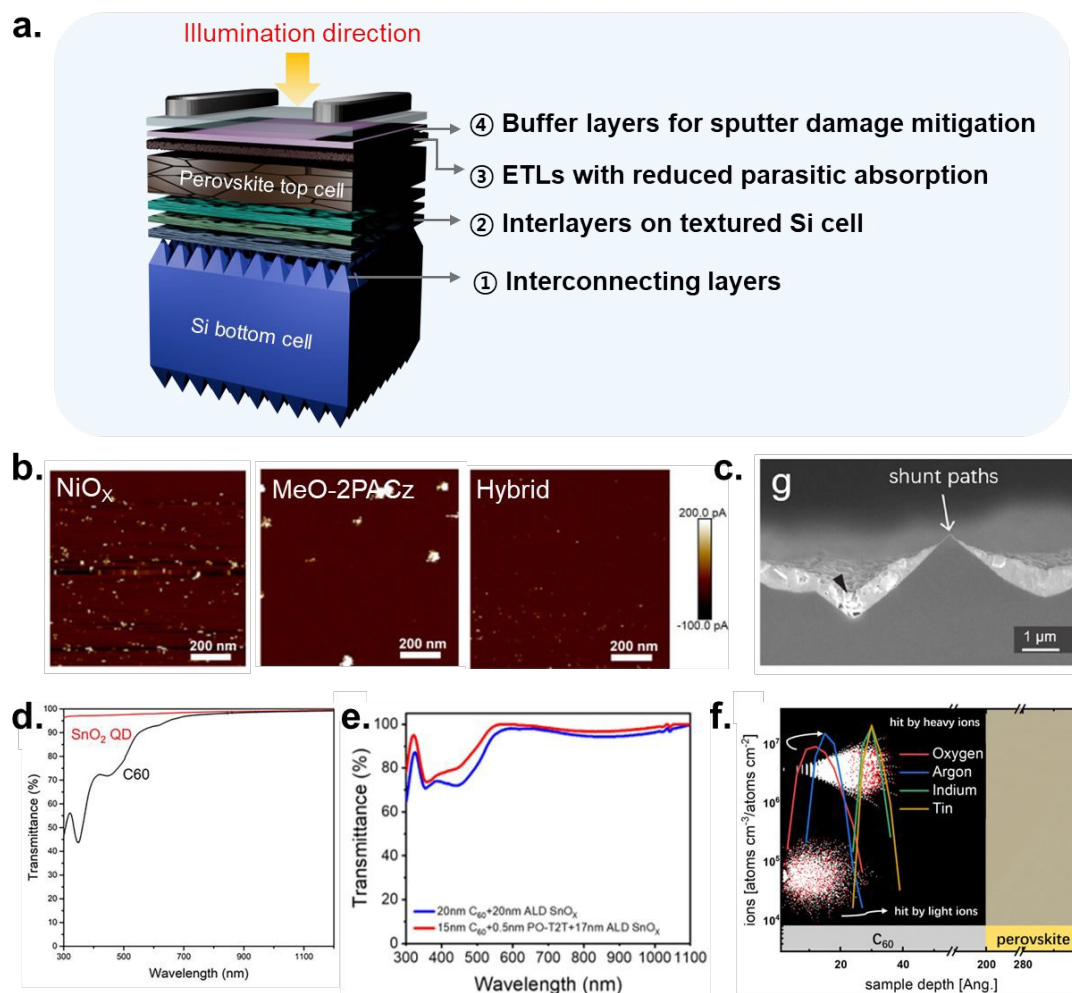 a.
Illumination direction
④ Buffer layers for sputter damage mitigation
③ ETLs with reduced parasitic absorption
Perovskite top cell
② Interlayers on textured Si cell
① Interconnecting layers
Si bottom cell
b.
NiOX
MeO-2PACz
Hybrid
200.0 pA
-100.0 pA
200 nm
200 nm
200 nm
c.
g
shunt paths
1 µm
d.
100
90
80
70
60
50
40
30
20
10
0
Transmittance (%)
SnO2 QD
C60
300
500
700
900
1100
Wavelength (nm)
e.
100
80
60
40
20
0
Transmittance (%)
20nm C60+20nm ALD SnOX
15nm C60+0.5nm PO-T2T+17nm ALD SnOX
300 400 500 600 700 800 900 1000 1100
Wavelength (nm)
f.
ions [atoms cm-3/atoms cm-2]
10^7
10^6
10^5
10^4
hit by heavy ions
Oxygen
Argon
Indium
Tin
hit by light ions
C60
perovskite
20 40 200 280
sample depth [Ang.]